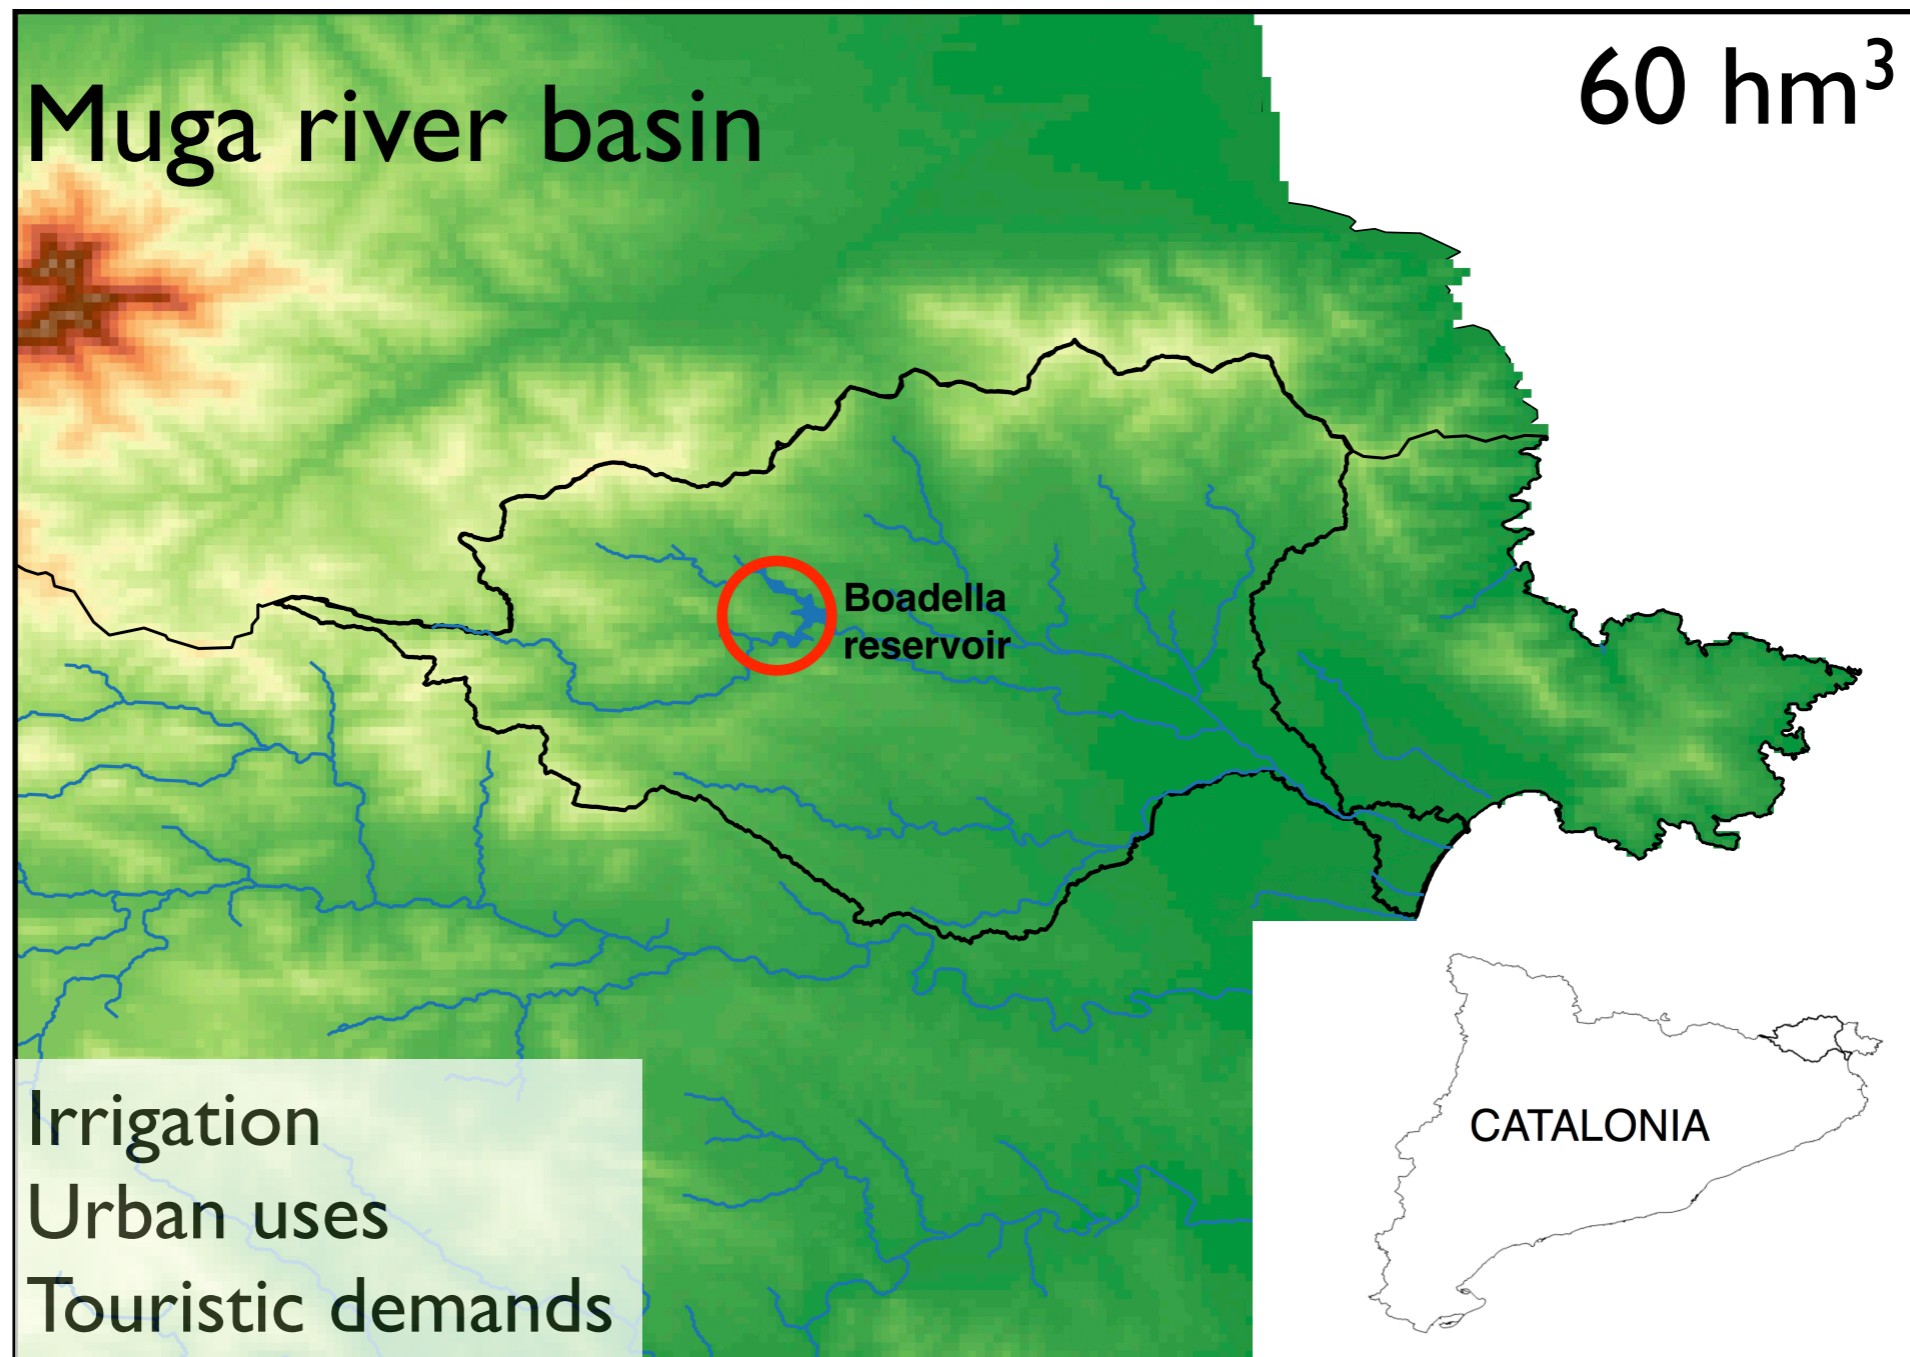 Muga river basin
60 hm³
Boadella
reservoir
Irrigation
Urban uses
Touristic demands
CATALONIA